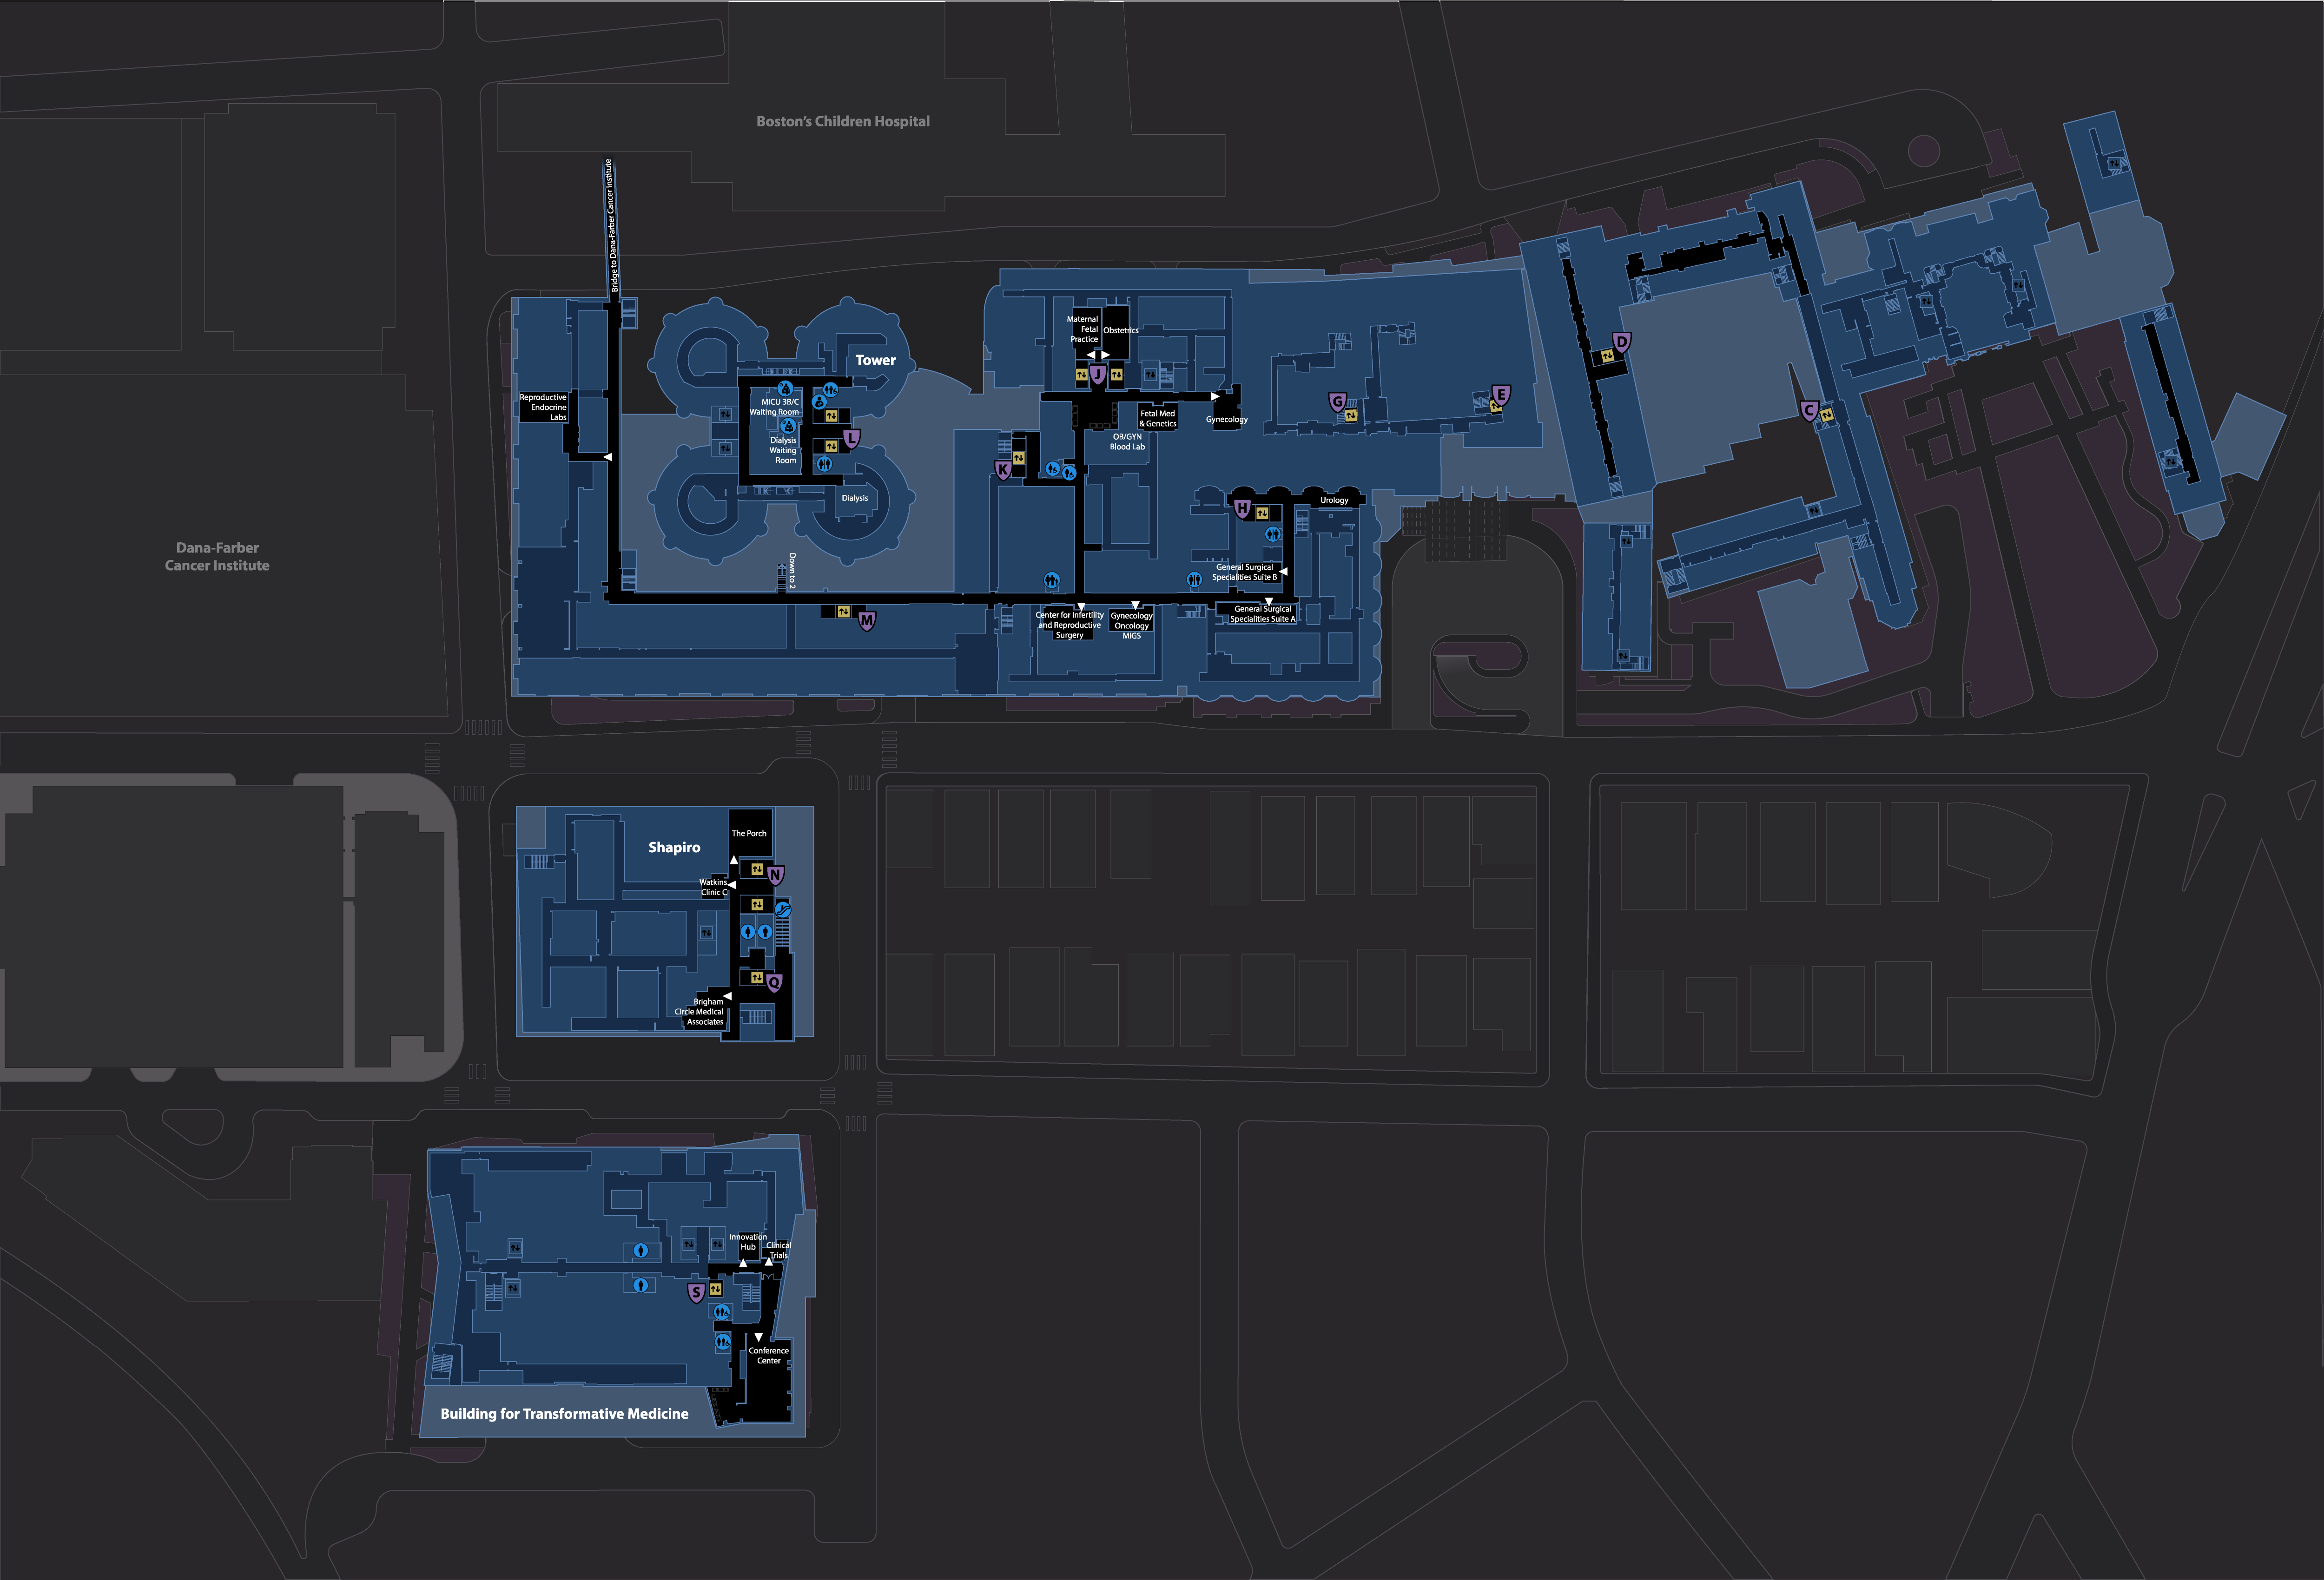 Boston's Children Hospital
Bridge to Dana-Farber Cancer Institute
Tower
Maternal
Fetal
Practice
Obstetrics
J
D
Reproductive
Endocrine
Labs
MICU 3B/C
Waiting Room
Dialysis
Waiting
Room
L
Fetal Med
& Genetics
Gynecology
G
E
C
OB/GYN
Blood Lab
K
Dialysis
H
Urology
Dana-Farber
Cancer Institute
Down to 2
General Surgical
Specialities Suite B
M
Center for Infertility
and Reproductive
Surgery
Gynecology
Oncology
MIGS
General Surgical
Specialities Suite A
The Porch
Shapiro
N
Watkins
Clinic C
Q
Brigham
Circle Medical
Associates
Innovation
Hub
Clinical
Trials
S
Conference
Center
Building for Transformative Medicine